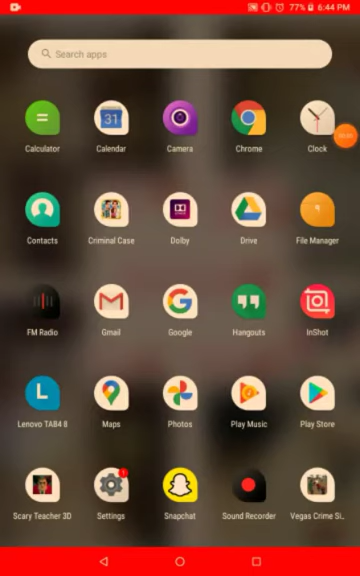 77% 6:44 PM
Search apps
31
Calculator Calendar Camera Chrome Clock
Contacts Criminal Case Dolby Drive File Manager
FM Radio Gmail Google Hangouts InShot
L
Lenovo TAB4 8 Maps Photos Play Music Play Store
Scary Teacher 3D Settings Snapchat Sound Recorder Vegas Crime Si..